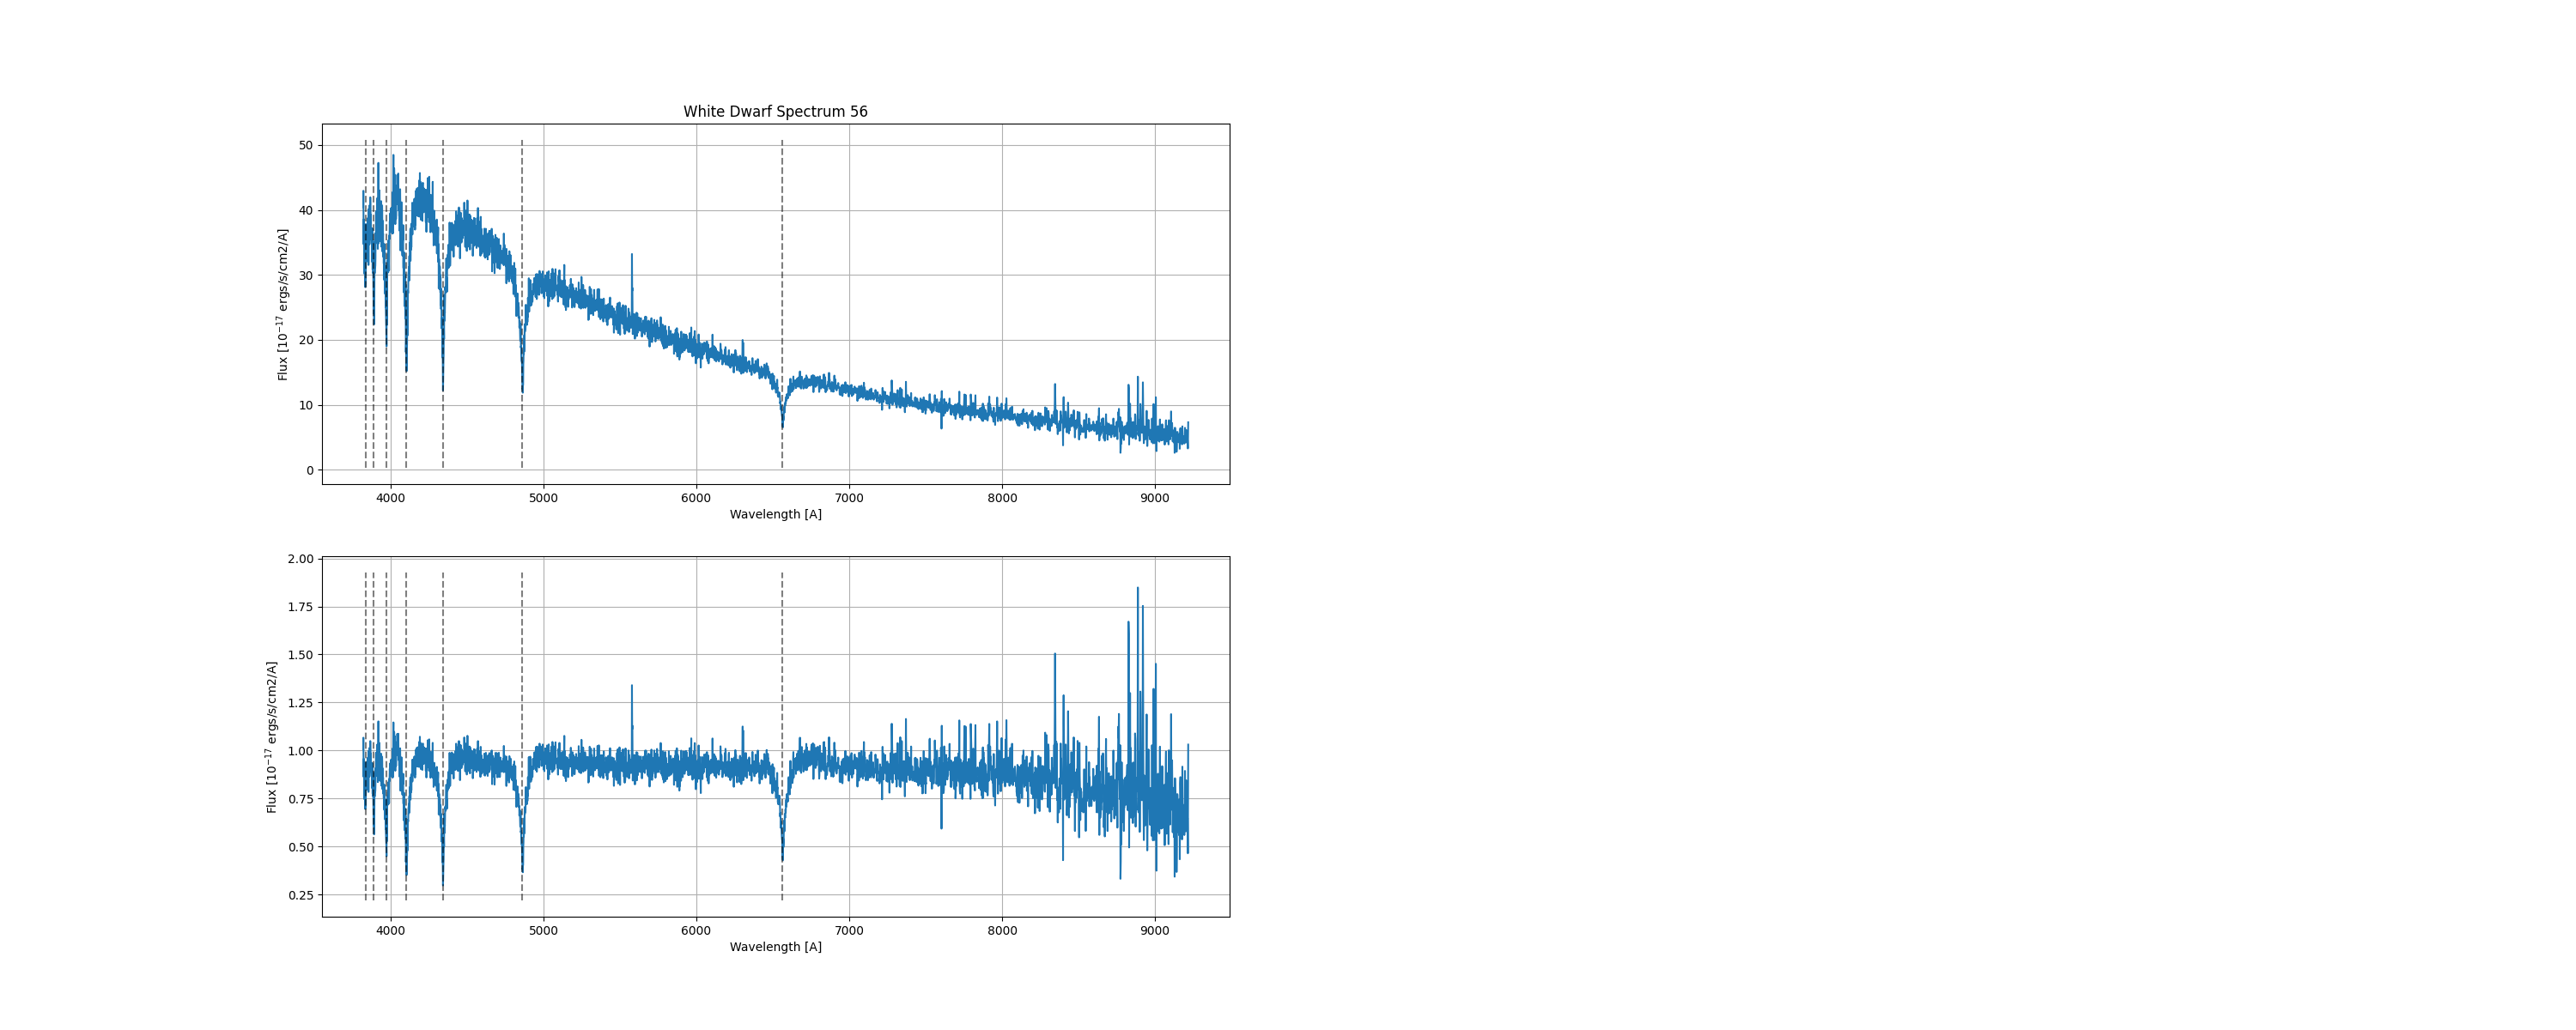 White Dwarf Spectrum 56
50
40
30
20
10
0
Flux [10⁻¹⁷ ergs/s/cm2/A]
4000 5000 6000 7000 8000 9000
Wavelength [A]
2.00
1.75
1.50
1.25
1.00
0.75
0.50
0.25
Flux [10⁻¹⁷ ergs/s/cm2/A]
4000 5000 6000 7000 8000 9000
Wavelength [A]